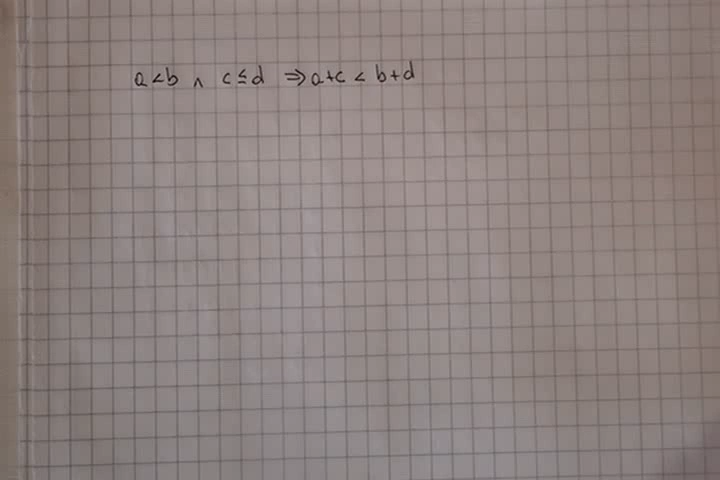 a<b ∧ c≤d ⇒ a+c < b+d